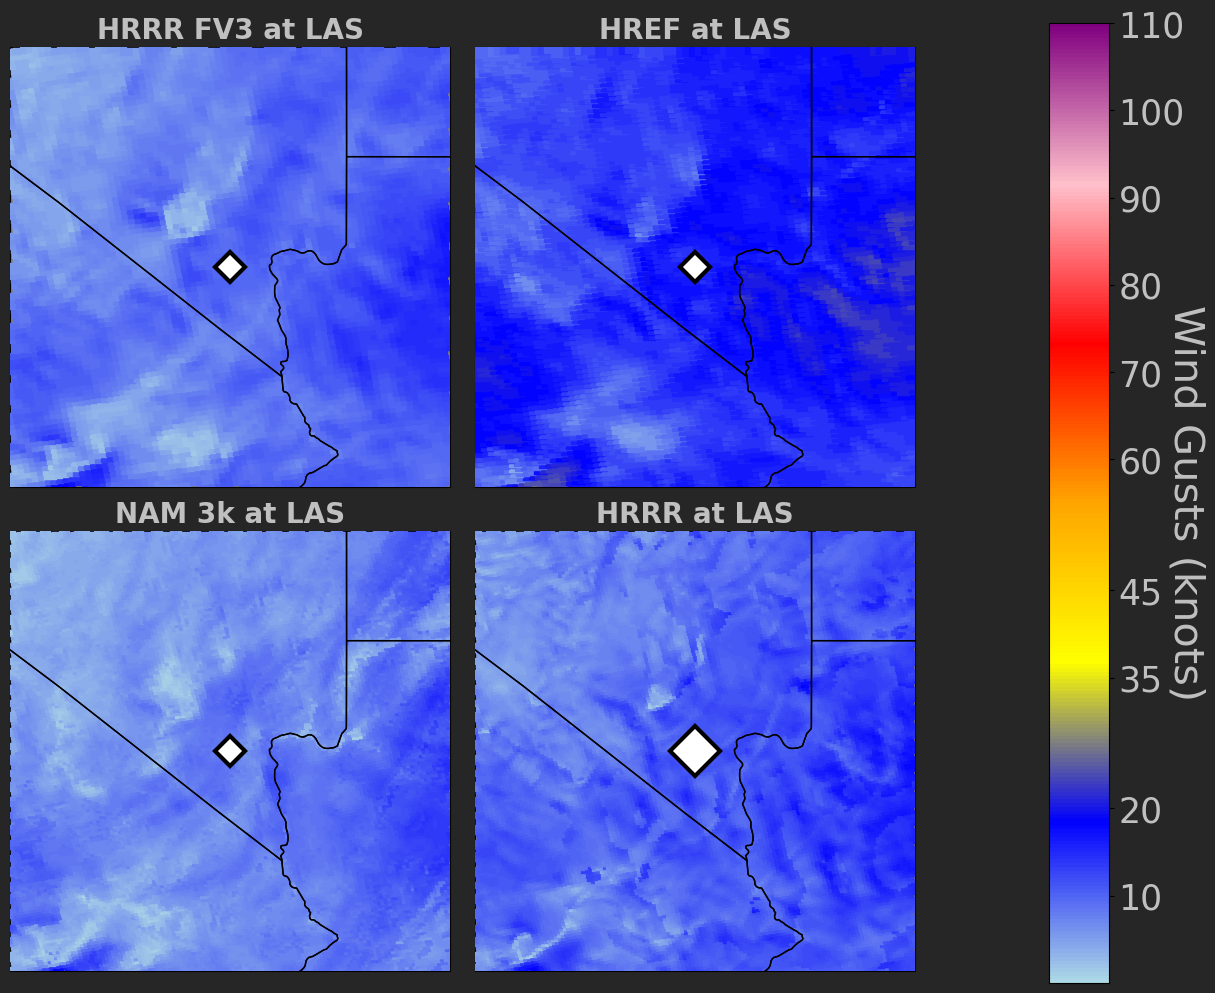 HRRR FV3 at LAS
HREF at LAS
NAM 3k at LAS
HRRR at LAS
110
100
90
80
70
60
45
35
20
10
Wind Gusts (knots)